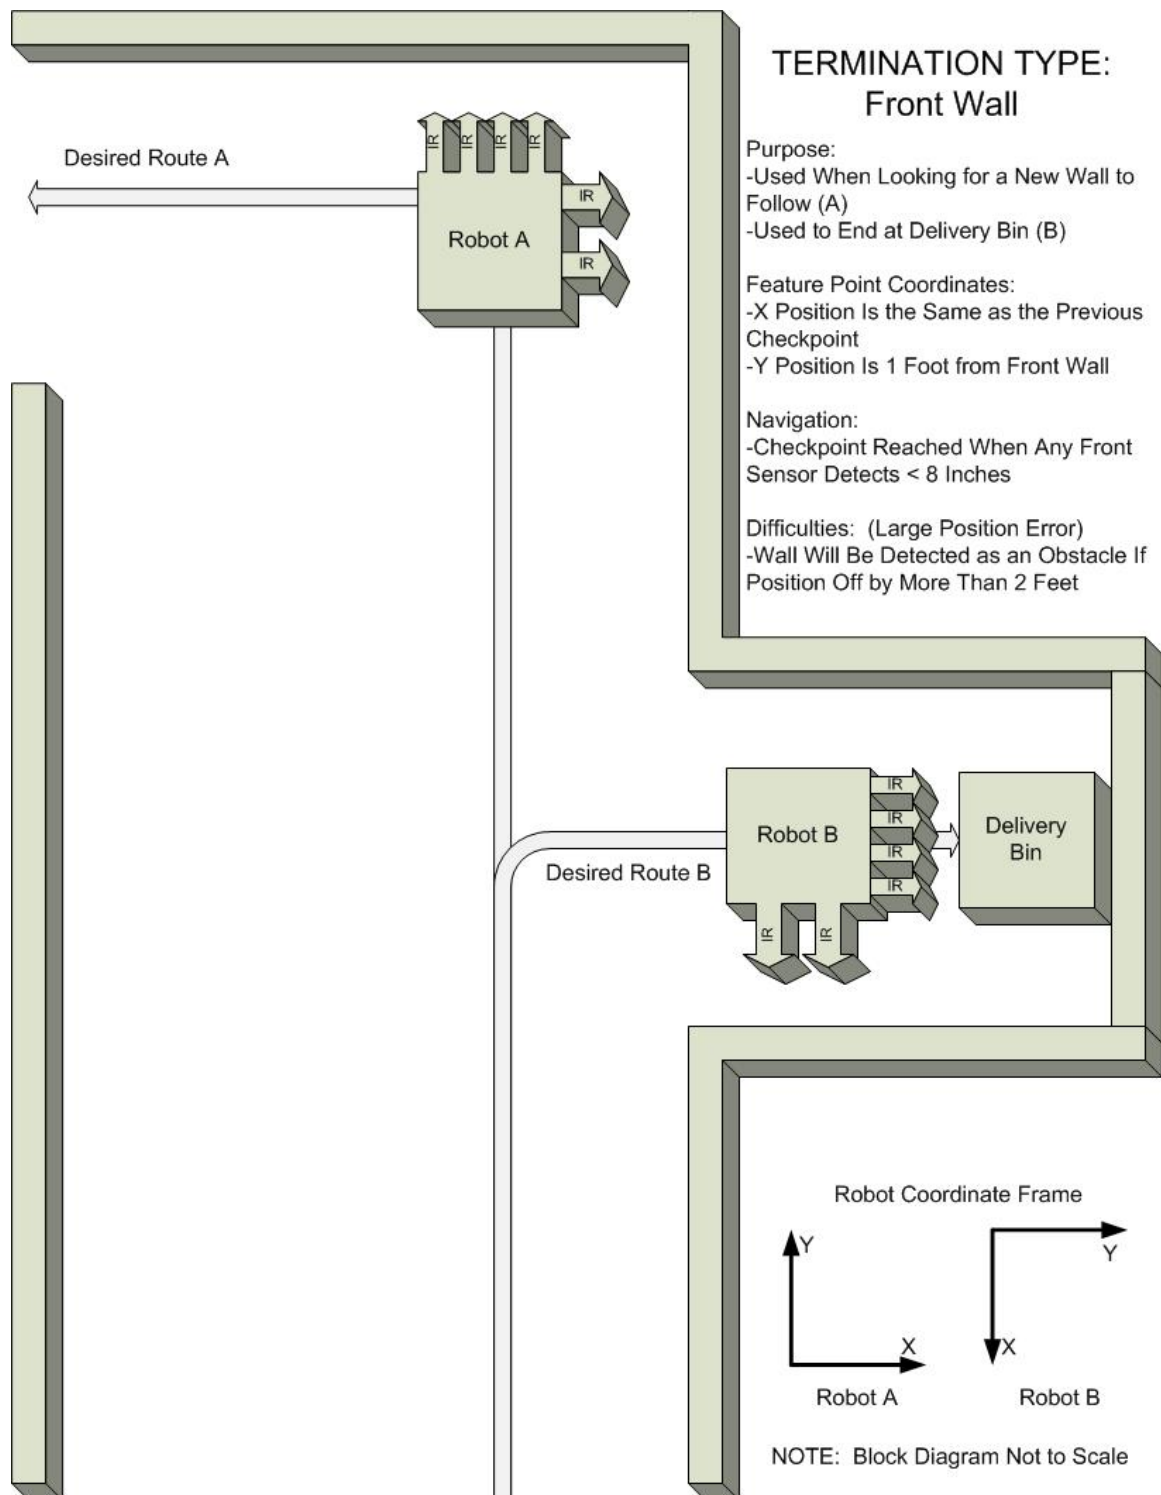 TERMINATION TYPE:
Front Wall
Purpose:
-Used When Looking for a New Wall to
Follow (A)
-Used to End at Delivery Bin (B)
Feature Point Coordinates:
-X Position Is the Same as the Previous
Checkpoint
-Y Position Is 1 Foot from Front Wall
Navigation:
-Checkpoint Reached When Any Front
Sensor Detects < 8 Inches
Difficulties:  (Large Position Error)
-Wall Will Be Detected as an Obstacle If
Position Off by More Than 2 Feet
Desired Route A
IR
IR
IR
IR
IR
Robot A
IR
IR
IR
Robot B
IR
IR
Delivery
Bin
Desired Route B
IR
IR
Robot Coordinate Frame
Y
X
Robot A
Y
X
Robot B
NOTE:  Block Diagram Not to Scale